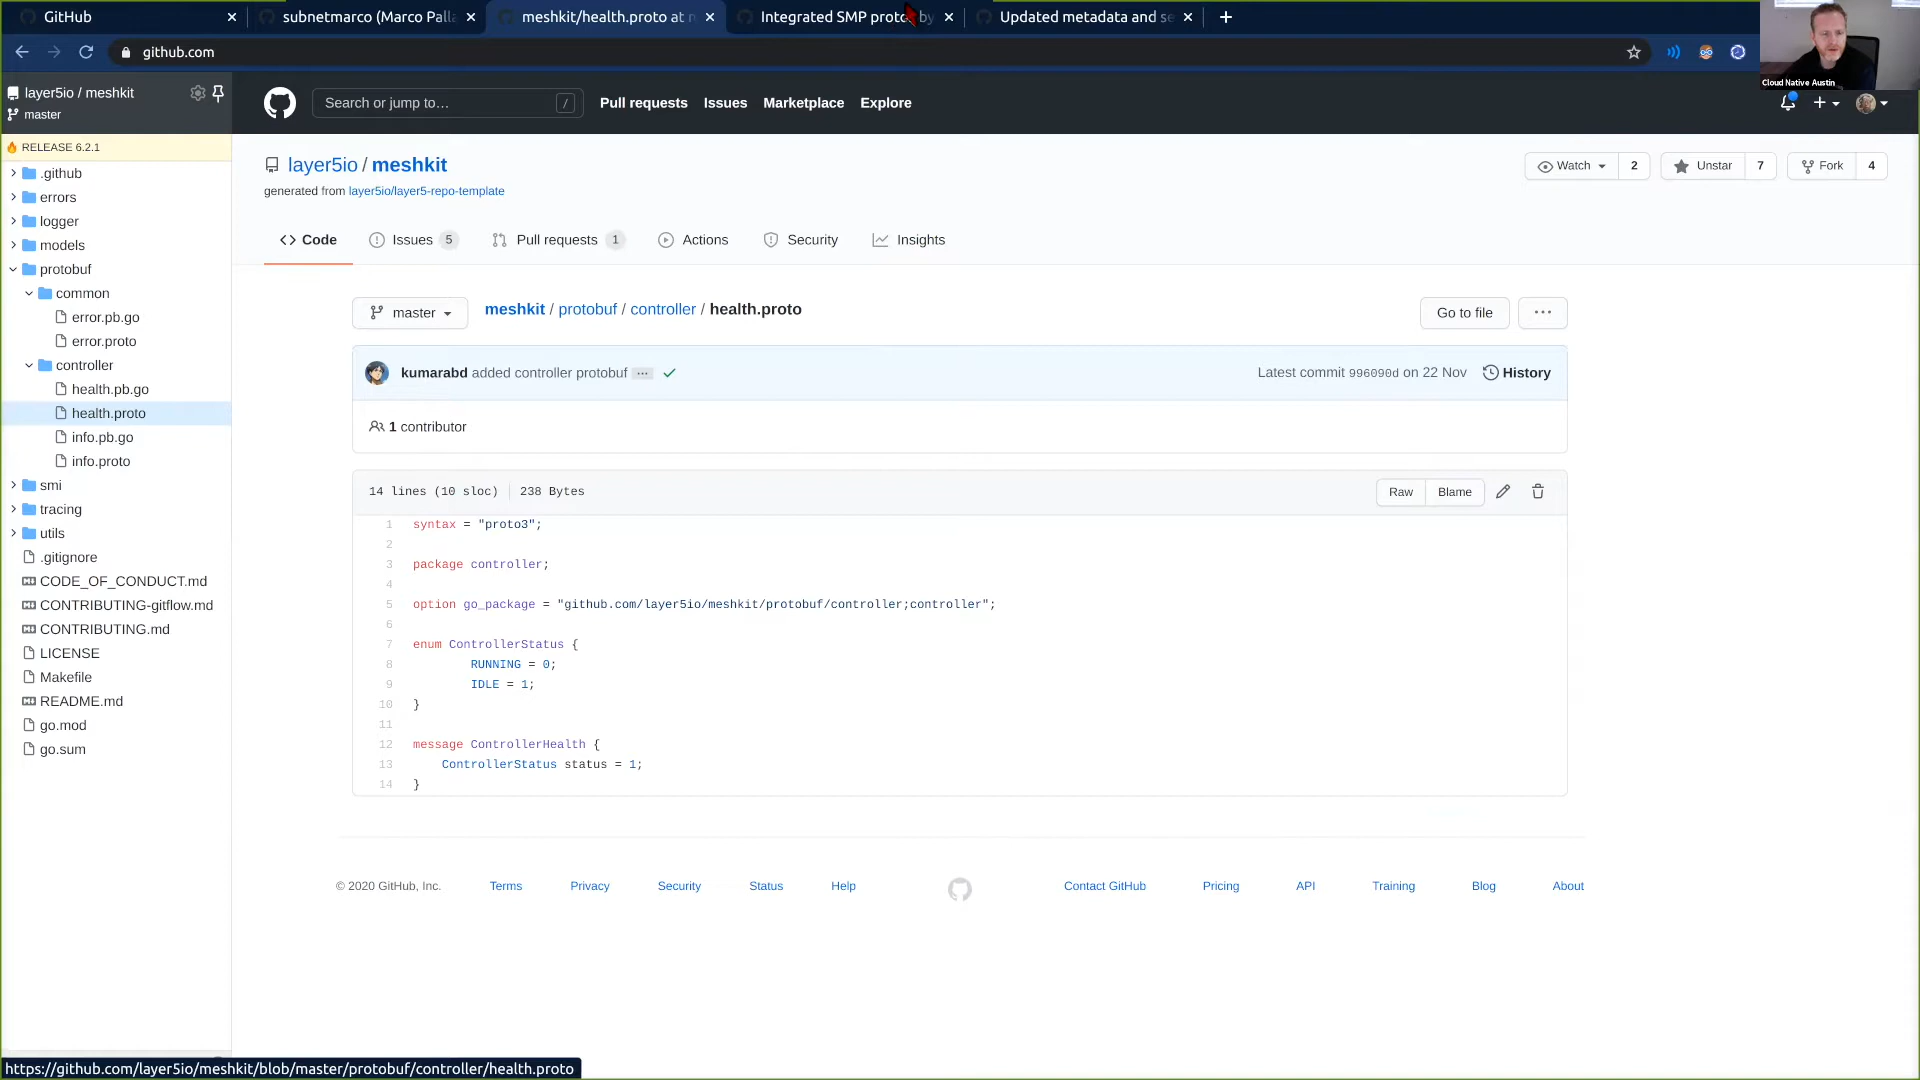 GitHub
subnetmarco (Marco Palla
meshkit/health.proto at
Integrated SMP proto by
Updated metadata and se
github.com
Cloud Native Austin
layer5io / meshkit
master
Search or jump to…
/
Pull requests
Issues
Marketplace
Explore
RELEASE 6.2.1
.github
errors
logger
models
protobuf
common
error.pb.go
error.proto
controller
health.pb.go
health.proto
info.pb.go
info.proto
smi
tracing
utils
.gitignore
CODE_OF_CONDUCT.md
CONTRIBUTING-gitflow.md
CONTRIBUTING.md
LICENSE
Makefile
README.md
go.mod
go.sum
layer5io / meshkit
generated from layer5io/layer5-repo-template
Watch 2
Unstar 7
Fork 4
Code
Issues 5
Pull requests 1
Actions
Security
Insights
master
meshkit / protobuf / controller / health.proto
Go to file
kumarabd added controller protobuf
Latest commit 996090d on 22 Nov
History
1 contributor
14 lines (10 sloc) 238 Bytes
Raw
Blame
1 syntax = "proto3";
2
3 package controller;
4
5 option go_package = "github.com/layer5io/meshkit/protobuf/controller;controller";
6
7 enum ControllerStatus {
8 RUNNING = 0;
9 IDLE = 1;
10 }
11
12 message ControllerHealth {
13 ControllerStatus status = 1;
14 }
© 2020 GitHub, Inc.
Terms
Privacy
Security
Status
Help
Contact GitHub
Pricing
API
Training
Blog
About
https://github.com/layer5io/meshkit/blob/master/protobuf/controller/health.proto